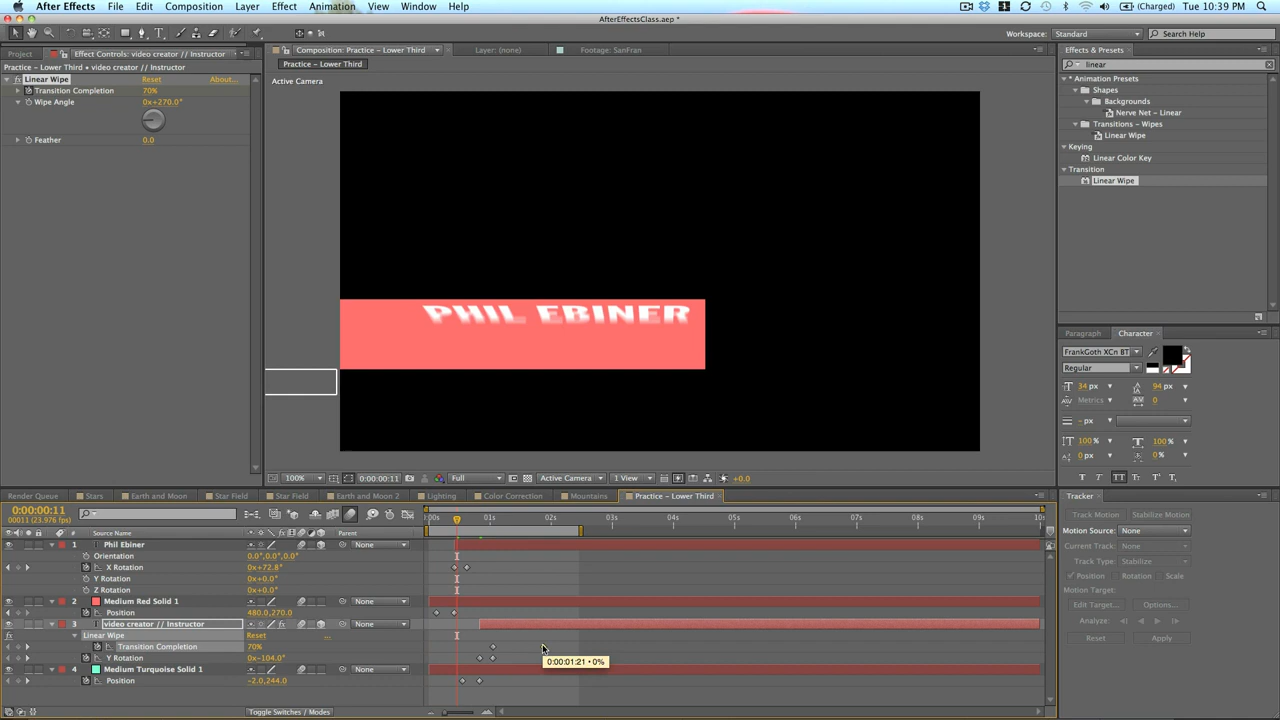 After Effects File Edit Composition Layer Effect Animation View Window Help
(Charged) Tue 10:39 PM
AfterEffectsClass.aep *
Workspace: Standard Search Help
Project Effect Controls: video creator // Instructor
Composition: Practice - Lower Third Layer: (none) Footage: SanFran
Effects & Presets
Practice - Lower Third • video creator // Instructor
Practice - Lower Third
linear
Linear Wipe Reset About...
Active Camera
* Animation Presets
Transition Completion 70%
Shapes
Wipe Angle 0x+270.0°
Backgrounds
Nerve Net - Linear
Transitions - Wipes
Linear Wipe
Feather 0.0
Keying
Linear Color Key
Transition
Linear Wipe
PHIL EBINER
Paragraph Character
FrankGoth XCn BT
Regular
34 px 94 px
Metrics 0
- px
100% 100%
0 px 0%
T T TT Tr T¹ T₁
100% 0:00:00:11 Full Active Camera 1 View +0.0
Render Queue Stars Earth and Moon Star Field Star Field Earth and Moon 2 Lighting Color Correction Mountains Practice - Lower Third
Tracker
0:00:00:11
00011 (23.976 fps)
:00s 01s 02s 03s 04s 05s 06s 07s 08s 09s 10s
Track Motion Stabilize Motion
# Source Name Parent
Motion Source: None
1 Phil Ebiner None
Current Track: None
Orientation 0.0°,0.0°,0.0°
Track Type: Stabilize
X Rotation 0x+72.8°
Position Rotation Scale
Y Rotation 0x+0.0°
Motion Target:
Z Rotation 0x+0.0°
Edit Target... Options...
2 Medium Red Solid 1 None
Analyze:
Position 480.0,270.0
3 video creator // Instructor None
Linear Wipe Reset ...
Reset Apply
Transition Completion 70%
Y Rotation 0x-104.0°
0:00:01:21 • 0%
4 Medium Turquoise Solid 1 None
Position -2.0,244.0
Toggle Switches / Modes